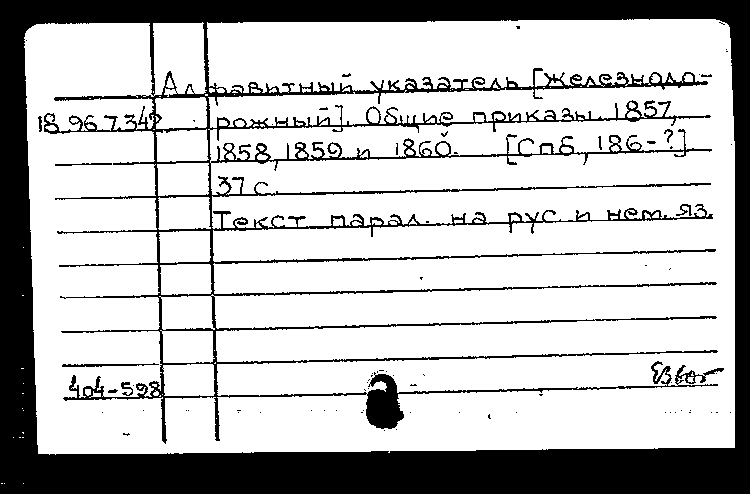 Алфавитный указатель [железнодо-
18.96.7.342 рожный]. Общие приказы. 1857,
1858, 1859 и 1860. [Спб., 186-?].
37 с.
Текст парал. на рус. и нем. яз.
404-598